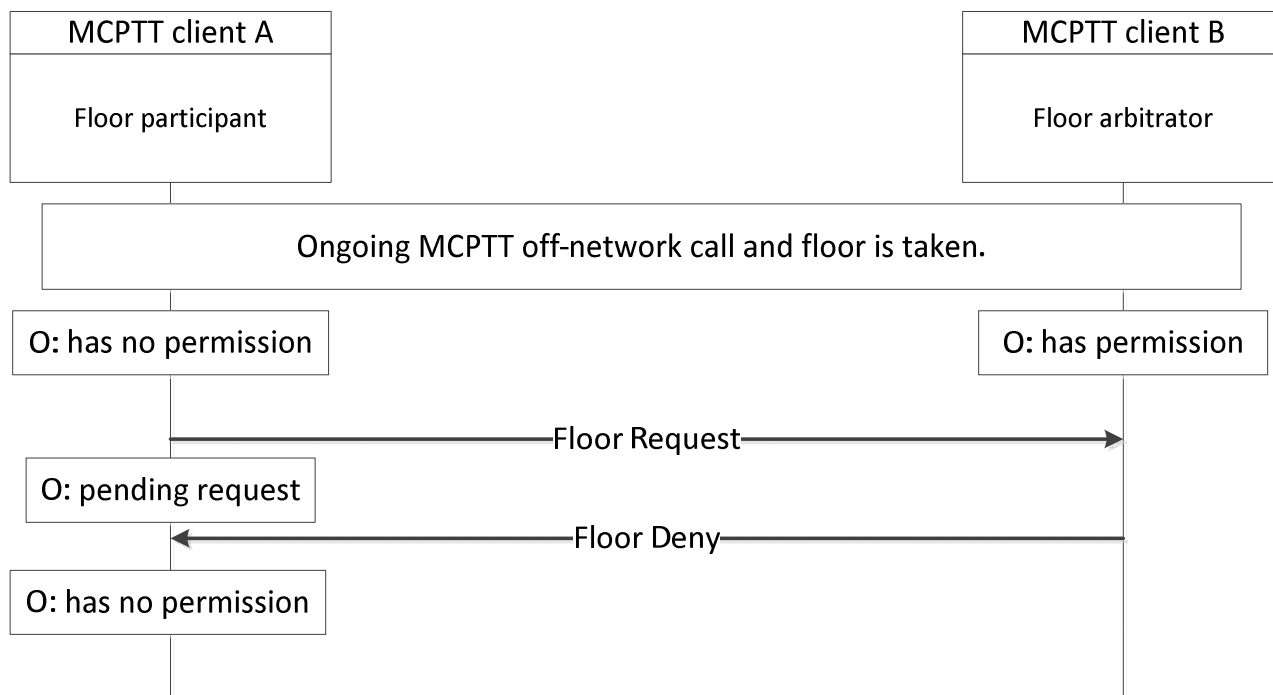 MCPTT client A
MCPTT client B
Floor participant
Floor arbitrator
Ongoing MCPTT off-network call and floor is taken.
O: has no permission
O: has permission
Floor Request
O: pending request
Floor Deny
O: has no permission